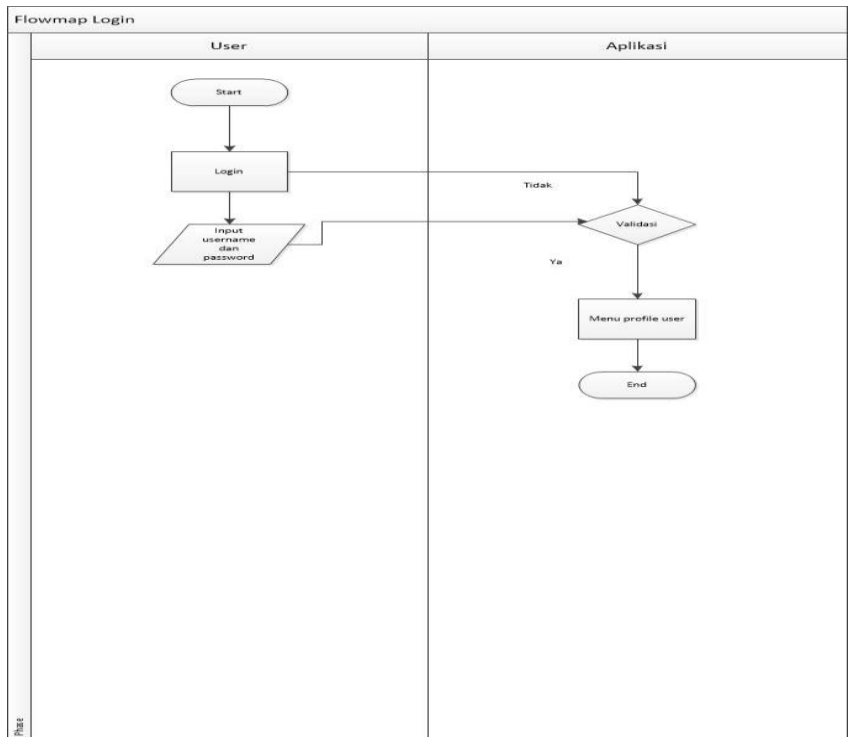 Flowmap Login
User
Aplikasi
Start
Login
Tidak
Input
username
dan
password
Validasi
Ya
Menu profile user
End
Phase